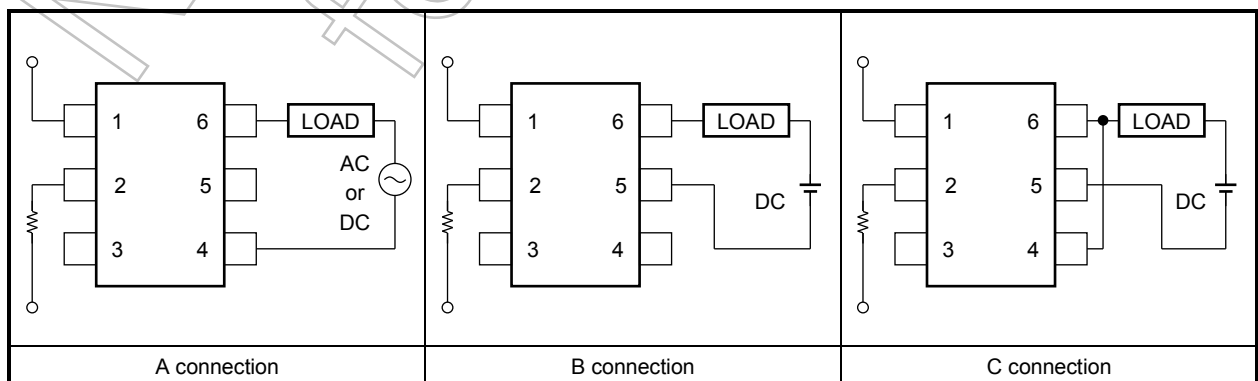 1 6 LOAD
2 5 AC
or
DC
3 4
A connection
1 6 LOAD
2 5 DC
3 4
B connection
1 6 LOAD
2 5 DC
3 4
C connection